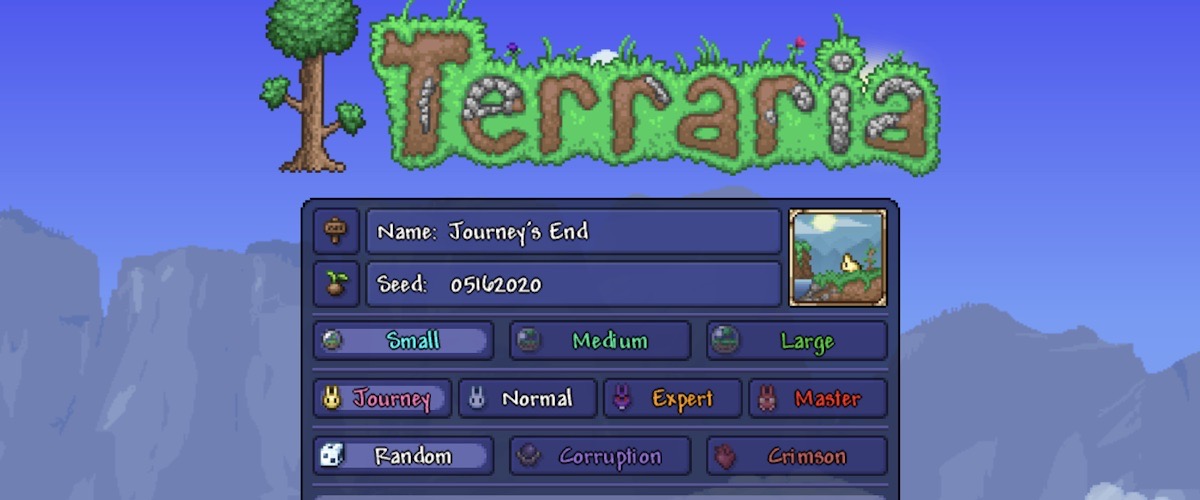 Terraria
Name: Journey's End
Seed: 05162020
Small Medium Large
Journey Normal Expert Master
Random Corruption Crimson